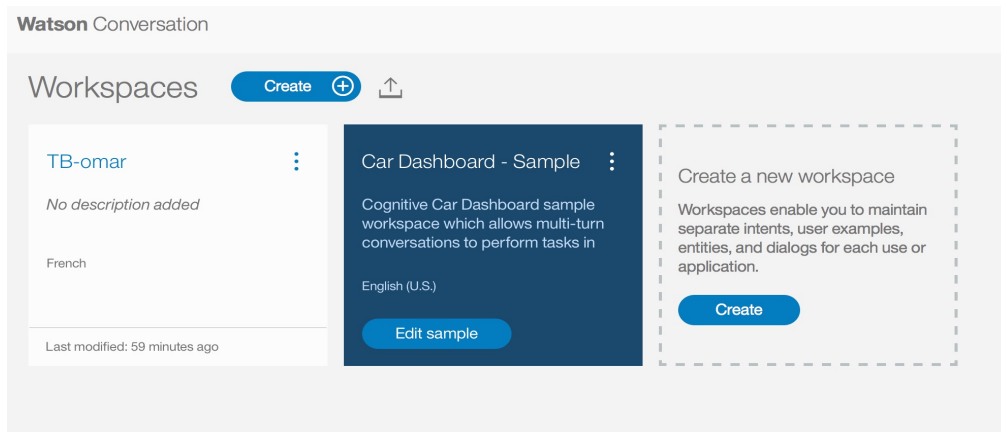 Watson Conversation
Workspaces
Create
TB-omar
No description added
French
Last modified: 59 minutes ago
Car Dashboard - Sample
Cognitive Car Dashboard sample
workspace which allows multi-turn
conversations to perform tasks in
English (U.S.)
Edit sample
Create a new workspace
Workspaces enable you to maintain
separate intents, user examples,
entities, and dialogs for each use or
application.
Create